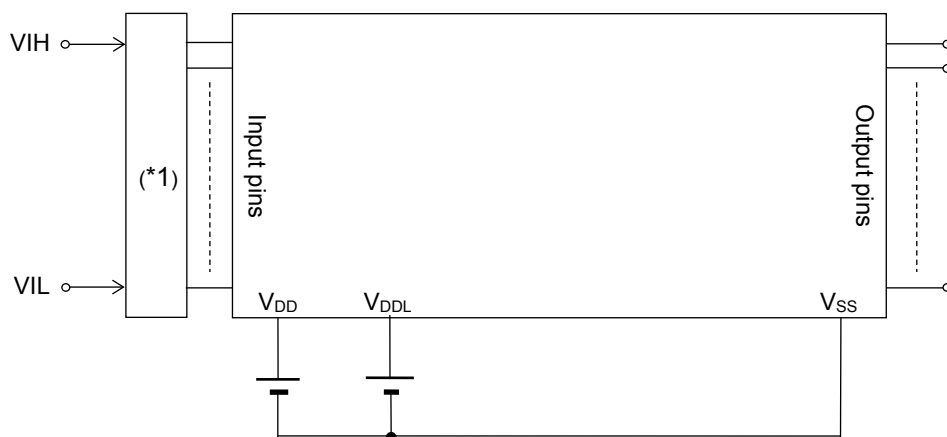 VIH
(*1)
VIL
Input pins
Output pins
VDD
VDDL
VSS